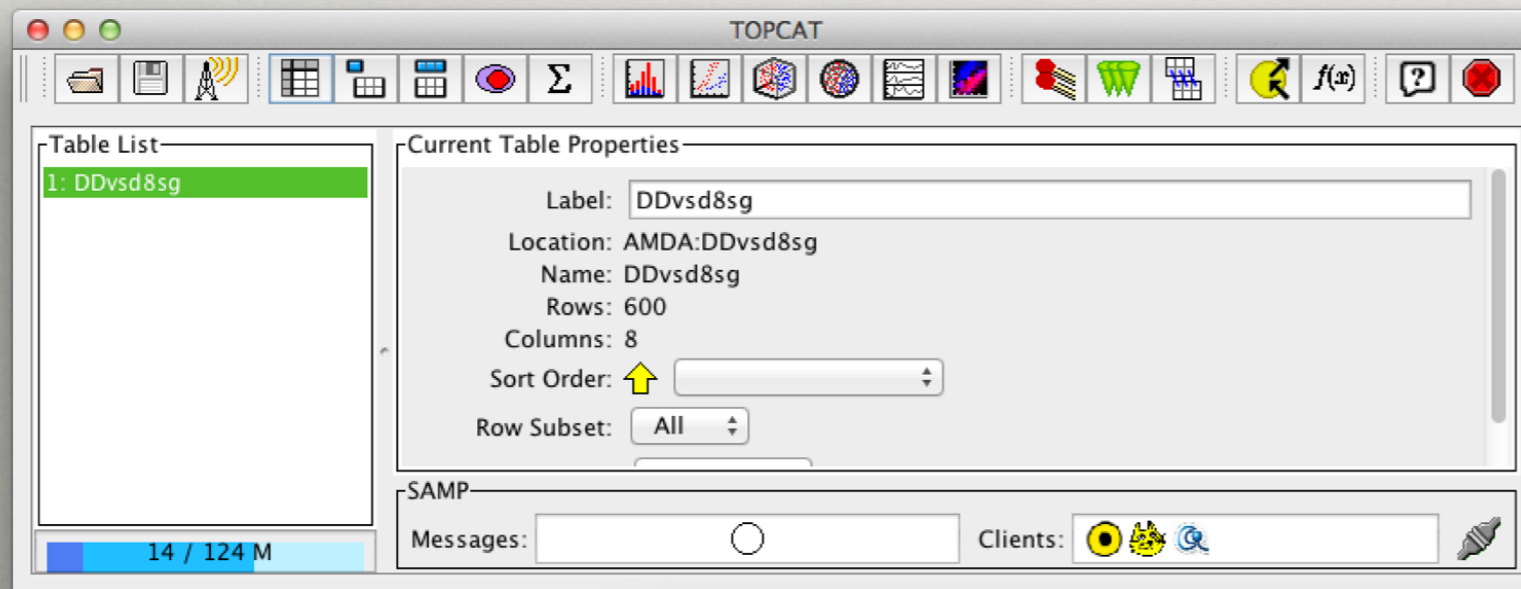 TOPCAT
Σ
f(x)
?
Table List
1: DDvsd8sg
14 / 124 M
Current Table Properties
Label: DDvsd8sg
Location: AMDA:DDvsd8sg
Name: DDvsd8sg
Rows: 600
Columns: 8
Sort Order:
Row Subset: All
SAMP
Messages:
Clients: